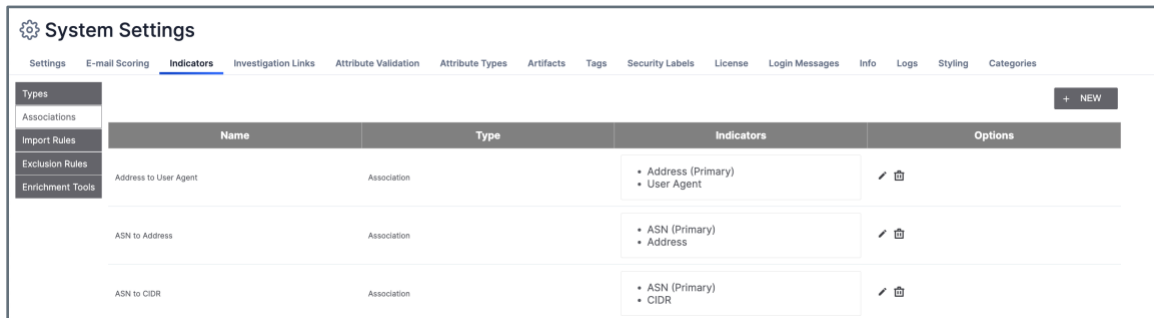 System Settings
Settings E-mail Scoring Indicators Investigation Links Attribute Validation Attribute Types Artifacts Tags Security Labels License Login Messages Info Logs Styling Categories
Types
+ NEW
Associations
Import Rules
Name Type Indicators Options
Exclusion Rules
Enrichment Tools
Address to User Agent Association
• Address (Primary)
• User Agent
ASN to Address Association
• ASN (Primary)
• Address
ASN to CIDR Association
• ASN (Primary)
• CIDR